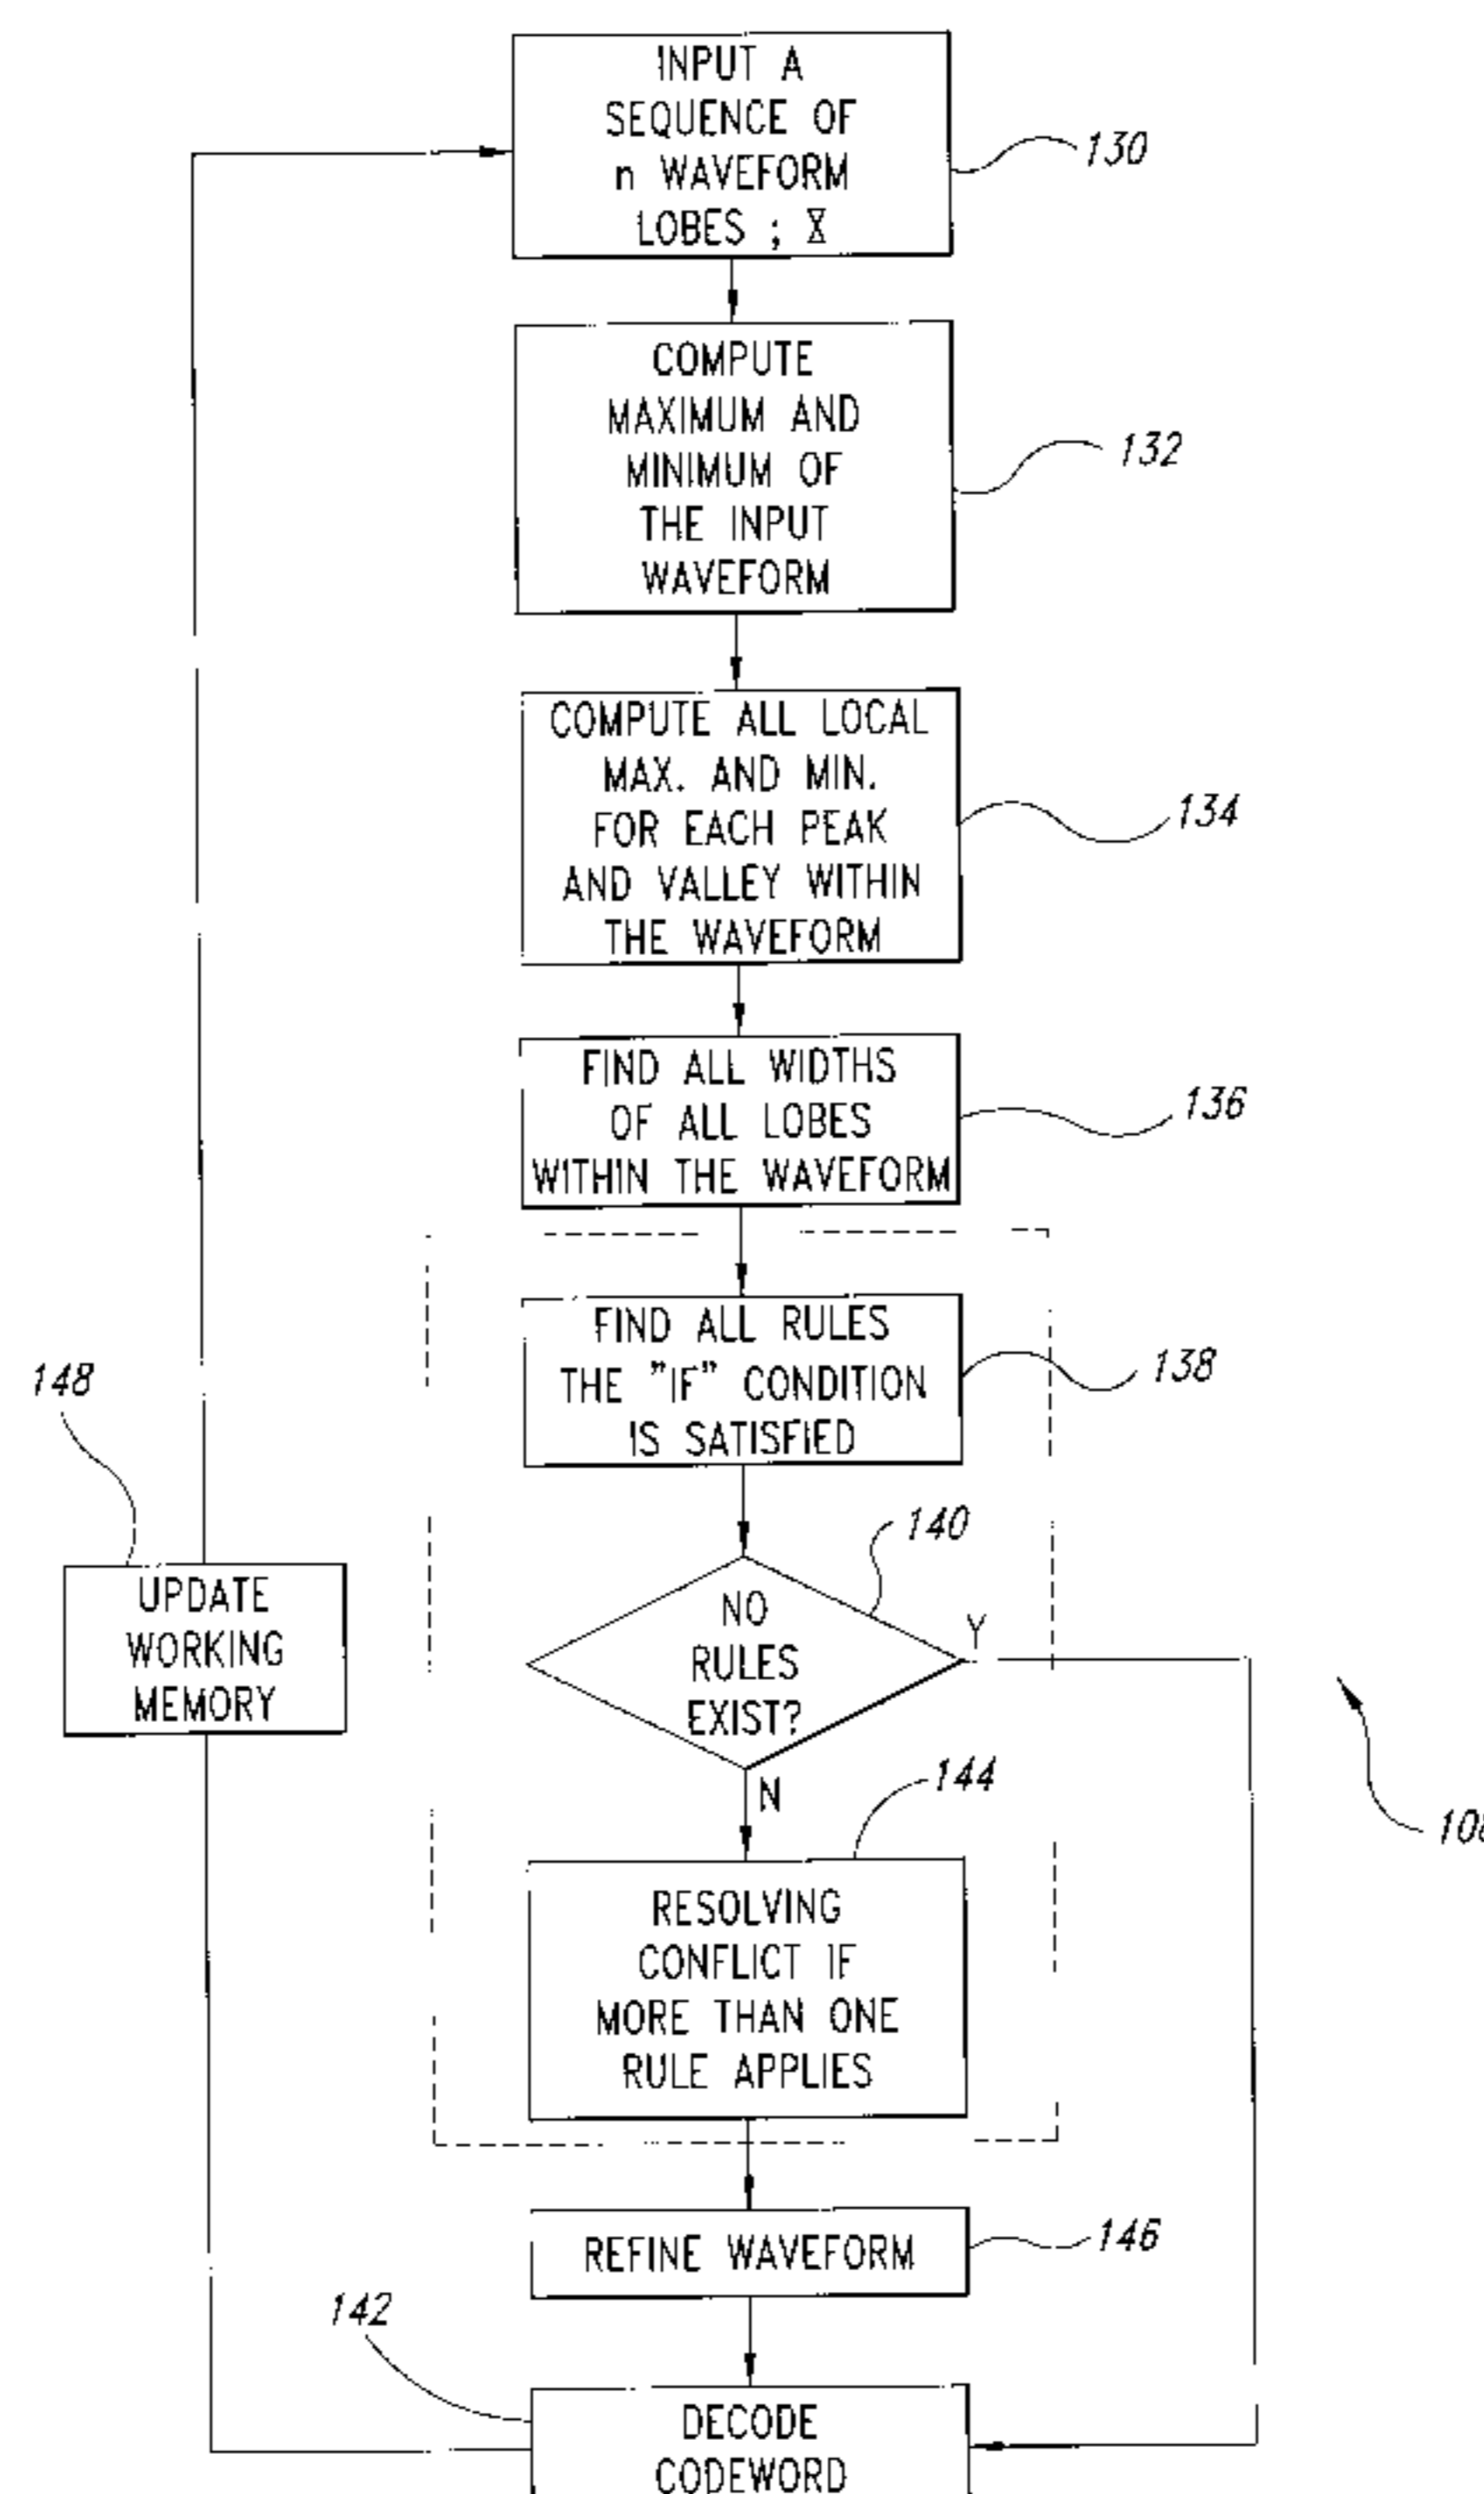 INPUT A
SEQUENCE OF
n WAVEFORM
LOBES ; X
130
COMPUTE
MAXIMUM AND
MINIMUM OF
THE INPUT
WAVEFORM
132
COMPUTE ALL LOCAL
MAX. AND MIN.
FOR EACH PEAK
AND VALLEY WITHIN
THE WAVEFORM
134
FIND ALL WIDTHS
OF ALL LOBES
WITHIN THE WAVEFORM
136
FIND ALL RULES
THE "IF" CONDITION
IS SATISFIED
138
148
UPDATE
WORKING
MEMORY
140
NO
RULES
EXIST?
Y
N
144
RESOLVING
CONFLICT IF
MORE THAN ONE
RULE APPLIES
REFINE WAVEFORM
146
142
DECODE
CODEWORD